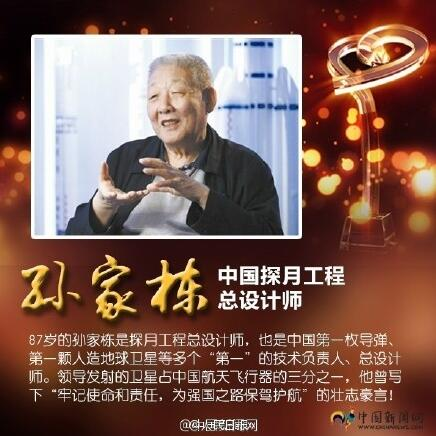 孙家栋
中国探月工程
总设计师
87岁的孙家栋是探月工程总设计师，也是中国第一枚导弹、
第一颗人造地球卫星等多个“第一”的技术负责人、总设计
师。领导发射的卫星占中国航天飞行器的三分之一，他曾写
下“牢记使命和责任，为强国之路保驾护航”的壮志豪言！
中国新闻网